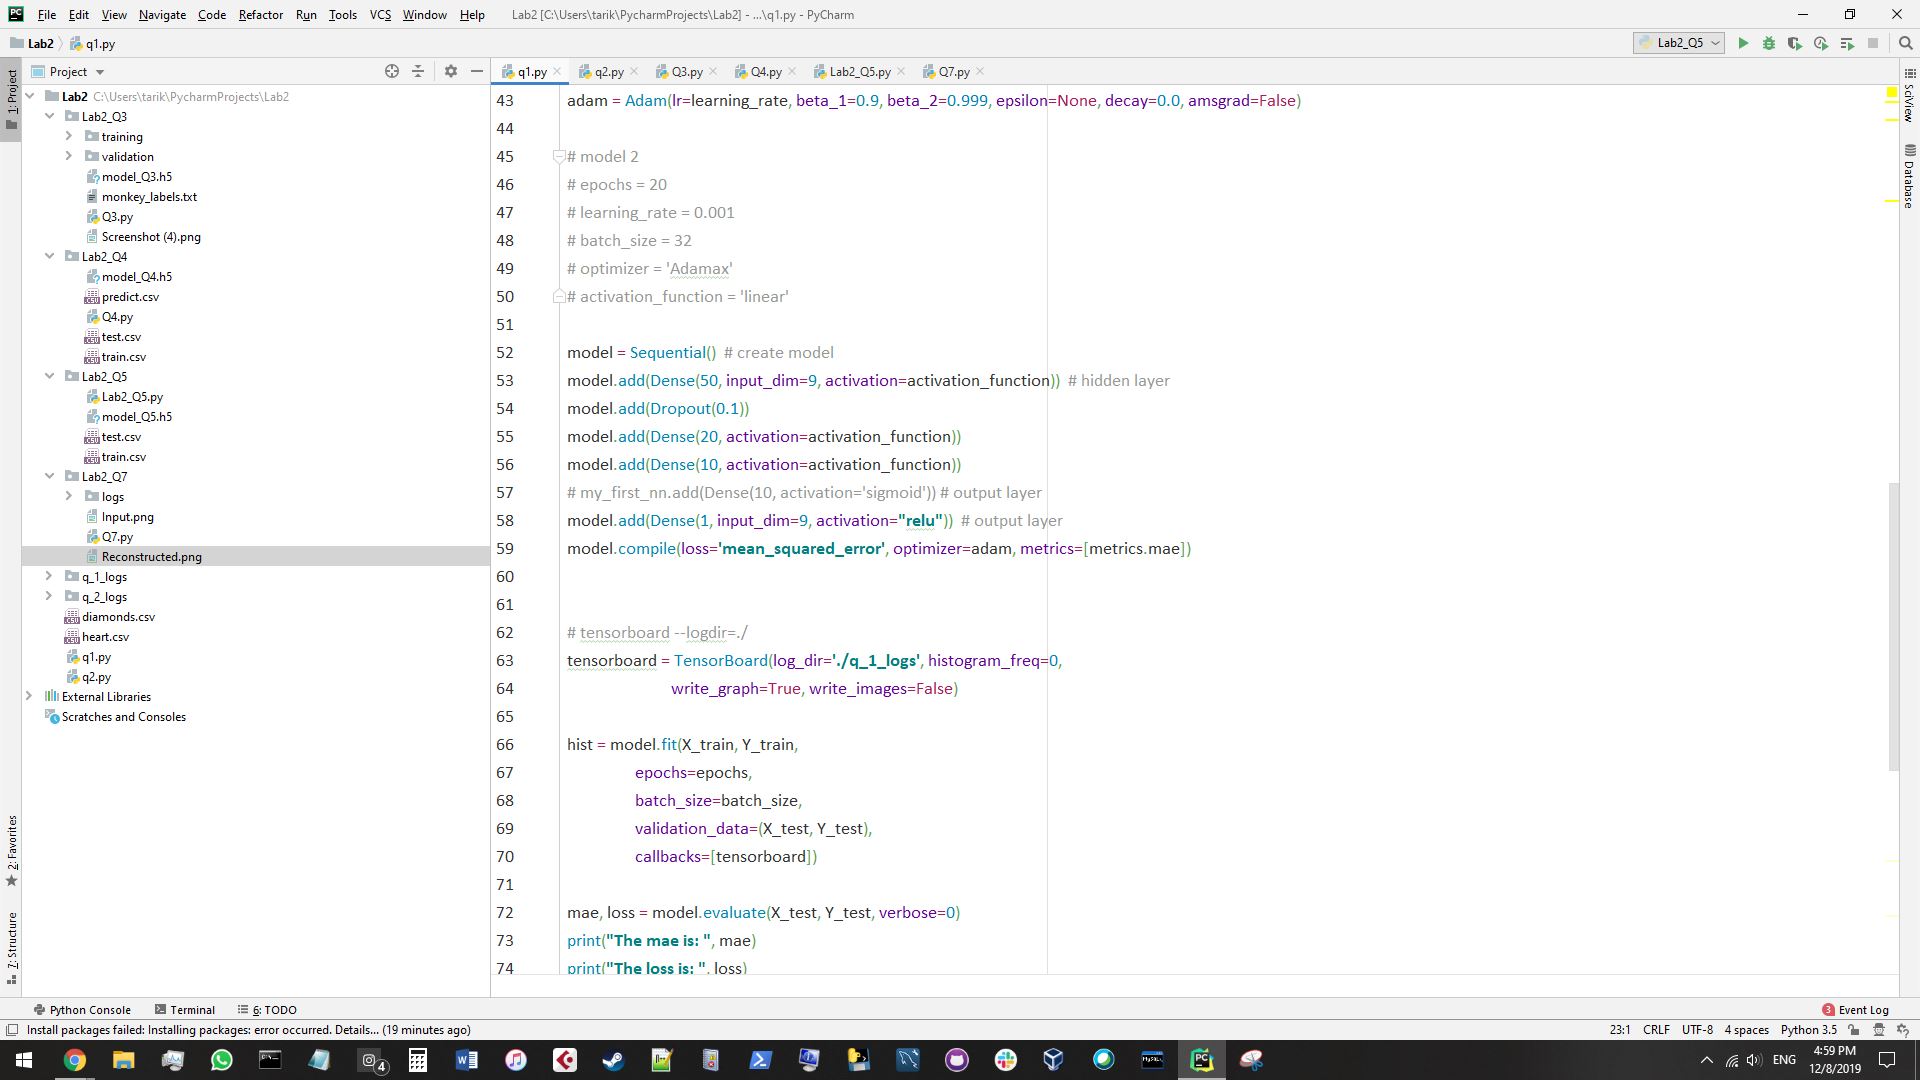 File Edit View Navigate Code Refactor Run Tools VCS Window Help Lab2 [C:\Users\tarik\PycharmProjects\Lab2] - ...\q1.py - PyCharm
Lab2 q1.py Lab2_Q5
Project q1.py q2.py Q3.py Q4.py Lab2_Q5.py Q7.py
1: Project
2: Favorites
7: Structure
Lab2 C:\Users\tarik\PycharmProjects\Lab2
Lab2_Q3
training
validation
model_Q3.h5
monkey_labels.txt
Q3.py
Screenshot (4).png
Lab2_Q4
model_Q4.h5
predict.csv
Q4.py
test.csv
train.csv
Lab2_Q5
Lab2_Q5.py
model_Q5.h5
test.csv
train.csv
Lab2_Q7
logs
Input.png
Q7.py
Reconstructed.png
q_1_logs
q_2_logs
diamonds.csv
heart.csv
q1.py
q2.py
External Libraries
Scratches and Consoles
43 adam = Adam(lr=learning_rate, beta_1=0.9, beta_2=0.999, epsilon=None, decay=0.0, amsgrad=False)
44
45 # model 2
46 # epochs = 20
47 # learning_rate = 0.001
48 # batch_size = 32
49 # optimizer = 'Adamax'
50 # activation_function = 'linear'
51
52 model = Sequential() # create model
53 model.add(Dense(50, input_dim=9, activation=activation_function)) # hidden layer
54 model.add(Dropout(0.1))
55 model.add(Dense(20, activation=activation_function))
56 model.add(Dense(10, activation=activation_function))
57 # my_first_nn.add(Dense(10, activation='sigmoid')) # output layer
58 model.add(Dense(1, input_dim=9, activation="relu")) # output layer
59 model.compile(loss='mean_squared_error', optimizer=adam, metrics=[metrics.mae])
60
61
62 # tensorboard --logdir=./
63 tensorboard = TensorBoard(log_dir='./q_1_logs', histogram_freq=0,
64 write_graph=True, write_images=False)
65
66 hist = model.fit(X_train, Y_train,
67 epochs=epochs,
68 batch_size=batch_size,
69 validation_data=(X_test, Y_test),
70 callbacks=[tensorboard])
71
72 mae, loss = model.evaluate(X_test, Y_test, verbose=0)
73 print("The mae is: ", mae)
74 print("The loss is: ", loss)
SciView
Database
Python Console Terminal 6: TODO 3 Event Log
Install packages failed: Installing packages: error occurred. Details... (19 minutes ago) 23:1 CRLF UTF-8 4 spaces Python 3.5
4 ENG 4:59 PM
12/8/2019